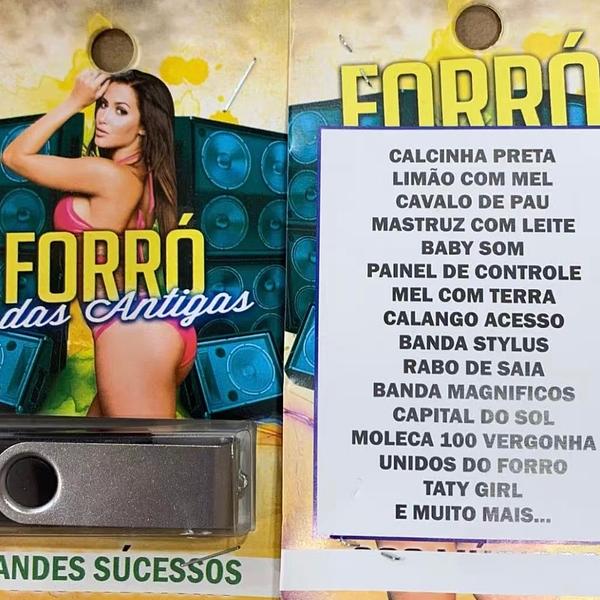 FORRÓ
das Antigas
ANDES SÚCESSOS
FORRÓ
CALCINHA PRETA
LIMÃO COM MEL
CAVALO DE PAU
MASTRUZ COM LEITE
BABY SOM
PAINEL DE CONTROLE
MEL COM TERRA
CALANGO ACESSO
BANDA STYLUS
RABO DE SAIA
BANDA MAGNIFICOS
CAPITAL DO SOL
MOLECA 100 VERGONHA
UNIDOS DO FORRO
TATY GIRL
E MUITO MAIS...